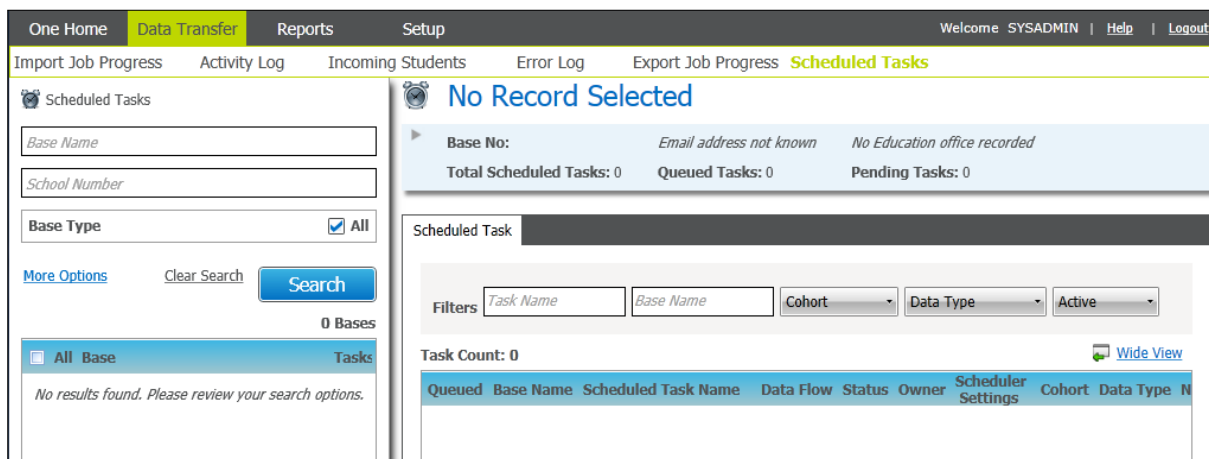 One Home Data Transfer Reports Setup Welcome SYSADMIN | Help | Logout
Import Job Progress Activity Log Incoming Students Error Log Export Job Progress Scheduled Tasks
Scheduled Tasks
Base Name
School Number
Base Type All
More Options Clear Search Search
0 Bases
All Base Tasks
No results found. Please review your search options.
No Record Selected
Base No: Email address not known No Education office recorded
Total Scheduled Tasks: 0 Queued Tasks: 0 Pending Tasks: 0
Scheduled Task
Filters Task Name Base Name Cohort Data Type Active
Task Count: 0 Wide View
Queued Base Name Scheduled Task Name Data Flow Status Owner Scheduler Settings Cohort Data Type N